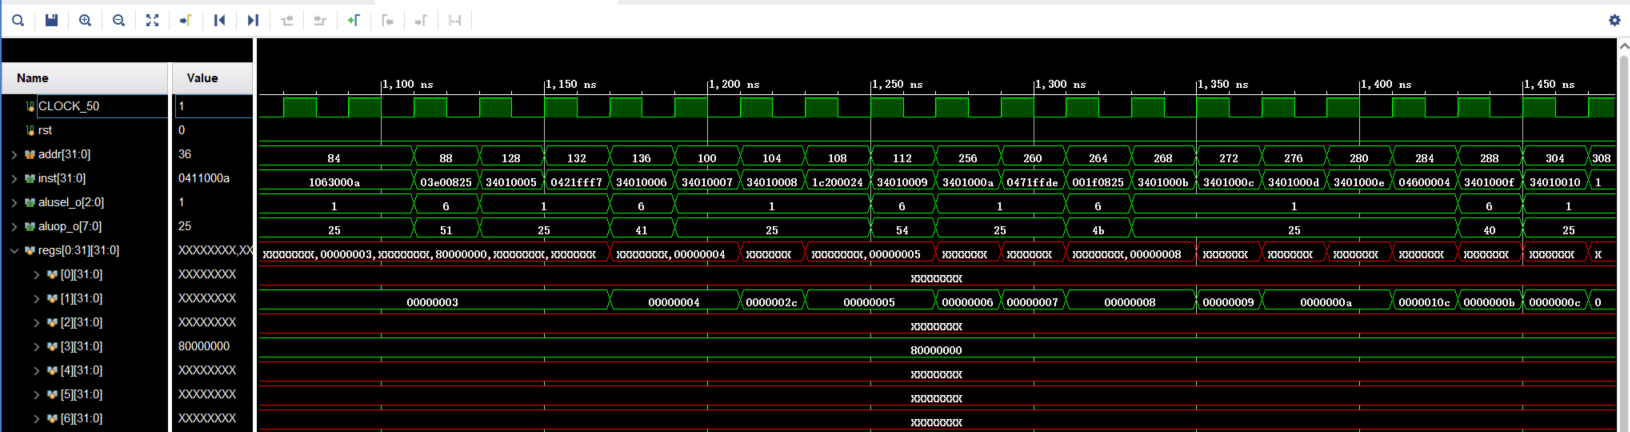 1,100 ns 1,150 ns 1,200 ns 1,250 ns 1,300 ns 1,350 ns 1,400 ns 1,450 ns
Name Value
CLOCK_50 1
rst 0
addr[31:0] 36 84 88 128 132 136 100 104 108 112 256 260 264 268 272 276 280 284 288 304 308
inst[31:0] 0411000a 1063000a 03e00825 34010005 0421fff7 34010006 34010007 34010008 1c200024 34010009 3401000a 0471ffde 001f0825 3401000b 3401000c 3401000d 3401000e 04600004 3401000f 34010010 1
alusel_o[2:0] 1 1 6 1 6 1 6 1 6 1 6 1
aluop_o[7:0] 25 25 51 25 41 25 54 25 4b 25 40 25
regs[0:31][31:0] XXXXXXXX,XX XXXXXXXX,00000003,XXXXXXXX,80000000,XXXXXXXX,XXXXXXX XXXXXXX XXXXXXXX,00000004 XXXXXXX XXXXXXXX,00000005 XXXXXXX XXXXXXX XXXXXXXX,00000008 XXXXXXX XXXXXXX XXXXXXX XXXXXXX XXXXXXX XXXXXXX X
[0][31:0] XXXXXXXX XXXXXXXX
[1][31:0] XXXXXXXX 00000003 00000004 0000002c 00000005 00000006 00000007 00000008 00000009 0000000a 0000010c 0000000b 0000000c 0
[2][31:0] XXXXXXXX XXXXXXXX
[3][31:0] 80000000 80000000
[4][31:0] XXXXXXXX XXXXXXXX
[5][31:0] XXXXXXXX XXXXXXXX
[6][31:0] XXXXXXXX XXXXXXXX